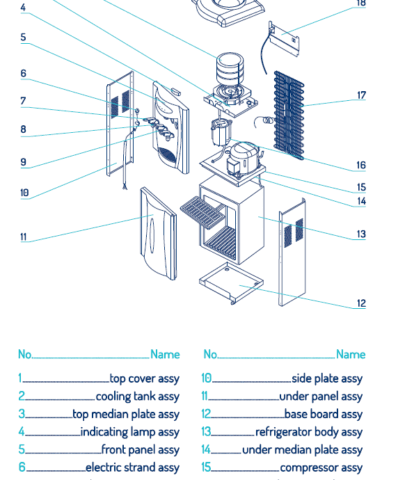 18
4
5
6
7
8
9
10
11
17
16
15
14
13
12
No. Name
1 top cover assy
2 cooling tank assy
3 top median plate assy
4 indicating lamp assy
5 front panel assy
6 electric strand assy
No. Name
10 side plate assy
11 under panel assy
12 base board assy
13 refrigerator body assy
14 under median plate assy
15 compressor assy